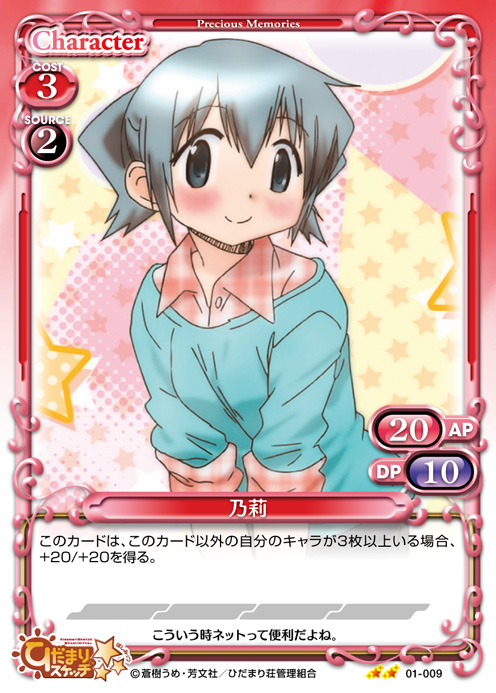 Precious Memories
Character
COST
3
SOURCE
2
20 AP
DP 10
乃莉
このカードは、このカード以外の自分のキャラが3枚以上いる場合、
+20/+20を得る。
こういう時ネットって便利だよね。
ひだまり
スケッチ
©蒼樹うめ・芳文社/ひだまり荘管理組合
01-009